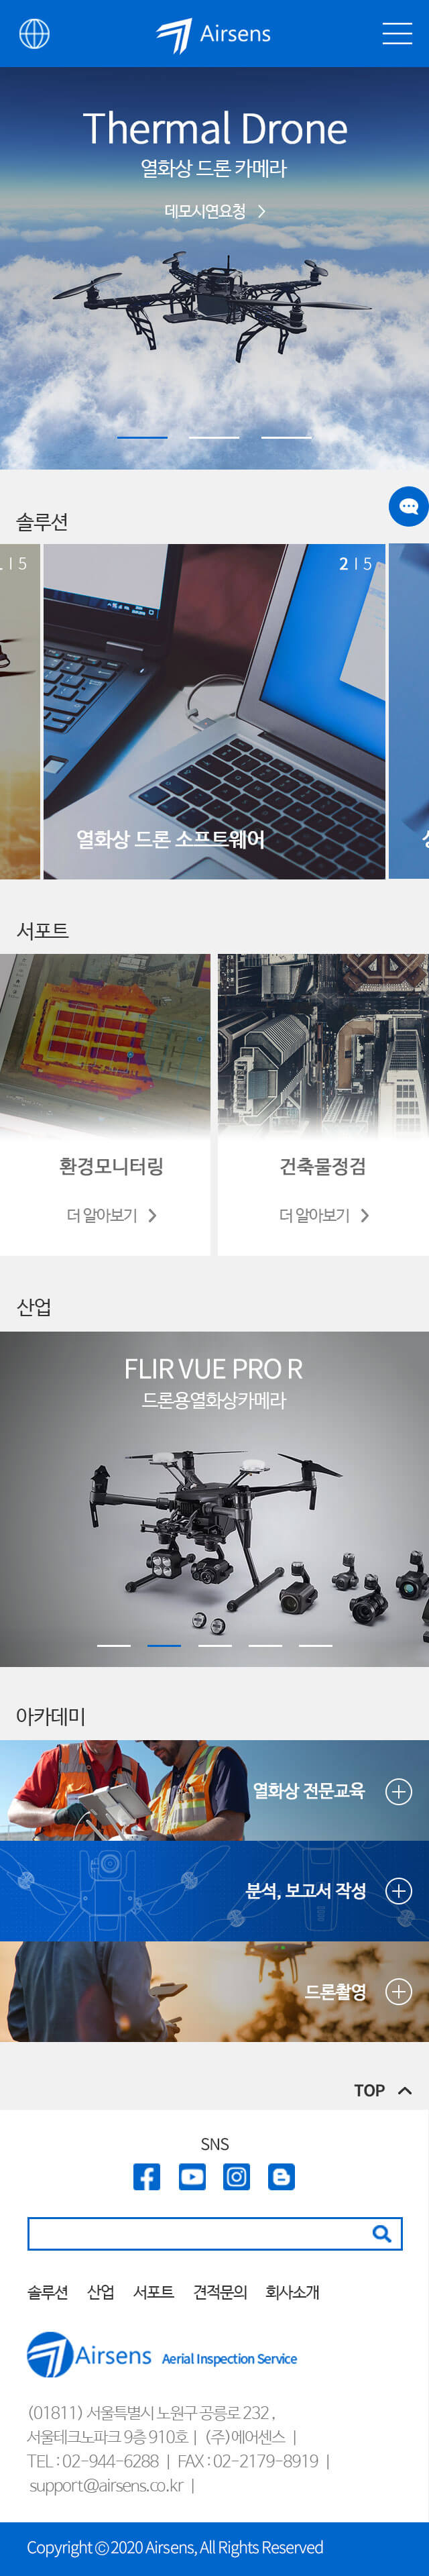 Airsens
Thermal Drone
열화상 드론 카메라
데모시연요청
솔루션
I 5
2 I 5
열화상 드론 소프트웨어
서포트
환경모니터링
건축물점검
더 알아보기
더 알아보기
산업
FLIR VUE PRO R
드론용열화상카메라
아카데미
열화상 전문교육
분석, 보고서 작성
드론촬영
TOP
SNS
솔루션 산업 서포트 견적문의 회사소개
Airsens Aerial Inspection Service
(01811) 서울특별시 노원구 공릉로 232 ,
서울테크노파크 9층 910호 | (주)에어센스 |
TEL : 02-944-6288 | FAX : 02-2179-8919 |
support@airsens.co.kr |
Copyright © 2020 Airsens, All Rights Reserved